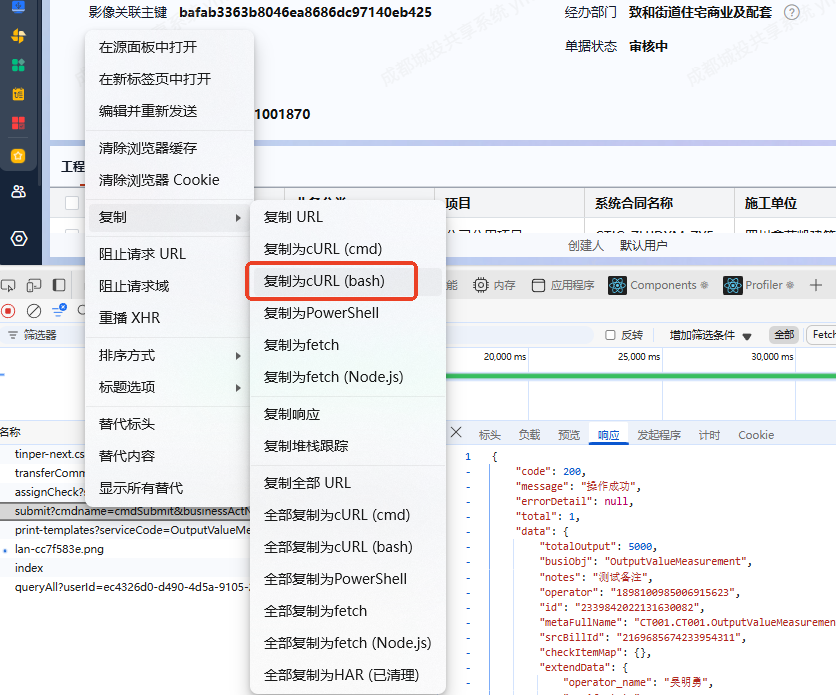 影像关联主键 bafab3363b8046ea8686dc97140eb425
经办部门 致和街道住宅商业及配套
单据状态 审核中
1001870
在源面板中打开
在新标签页中打开
编辑并重新发送
清除浏览器缓存
清除浏览器 Cookie
复制
阻止请求 URL
阻止请求域
重播 XHR
排序方式
标题选项
替代标头
替代内容
显示所有替代
复制 URL
复制为cURL (cmd)
复制为cURL (bash)
复制为PowerShell
复制为fetch
复制为fetch (Node.js)
复制响应
复制堆栈跟踪
复制全部 URL
全部复制为cURL (cmd)
全部复制为cURL (bash)
全部复制为PowerShell
全部复制为fetch
全部复制为fetch (Node.js)
全部复制为HAR (已清理)
工程
项目 系统合同名称 施工单位
创建人 默认用户
能 内存 应用程序 Components Profiler
筛选器 反转 增加筛选条件 全部 Fetch
20,000 ms 25,000 ms 30,000 ms
名称
tinper-next.cs
transferComm
assignCheck?
submit?cmdname=cmdSubmit&businessActN
print-templates?serviceCode=OutputValueMe
lan-cc7f583e.png
index
queryAll?userId=ec4326d0-d490-4d5a-9105-
标头 负载 预览 响应 发起程序 计时 Cookie
1 {
- "code": 200,
- "message": "操作成功",
- "errorDetail": null,
- "total": 1,
- "data": {
- "totalOutput": 5000,
- "busiObj": "OutputValueMeasurement",
- "notes": "测试备注",
- "operator": "1898100985006915623",
- "id": "2339842022131630082",
- "metaFullName": "CT001.CT001.OutputValueMeasuremen
- "srcBillId": "2169685674233954311",
- "checkItemMap": {},
- "extendData": {
- "operator_name": "吴明勇",